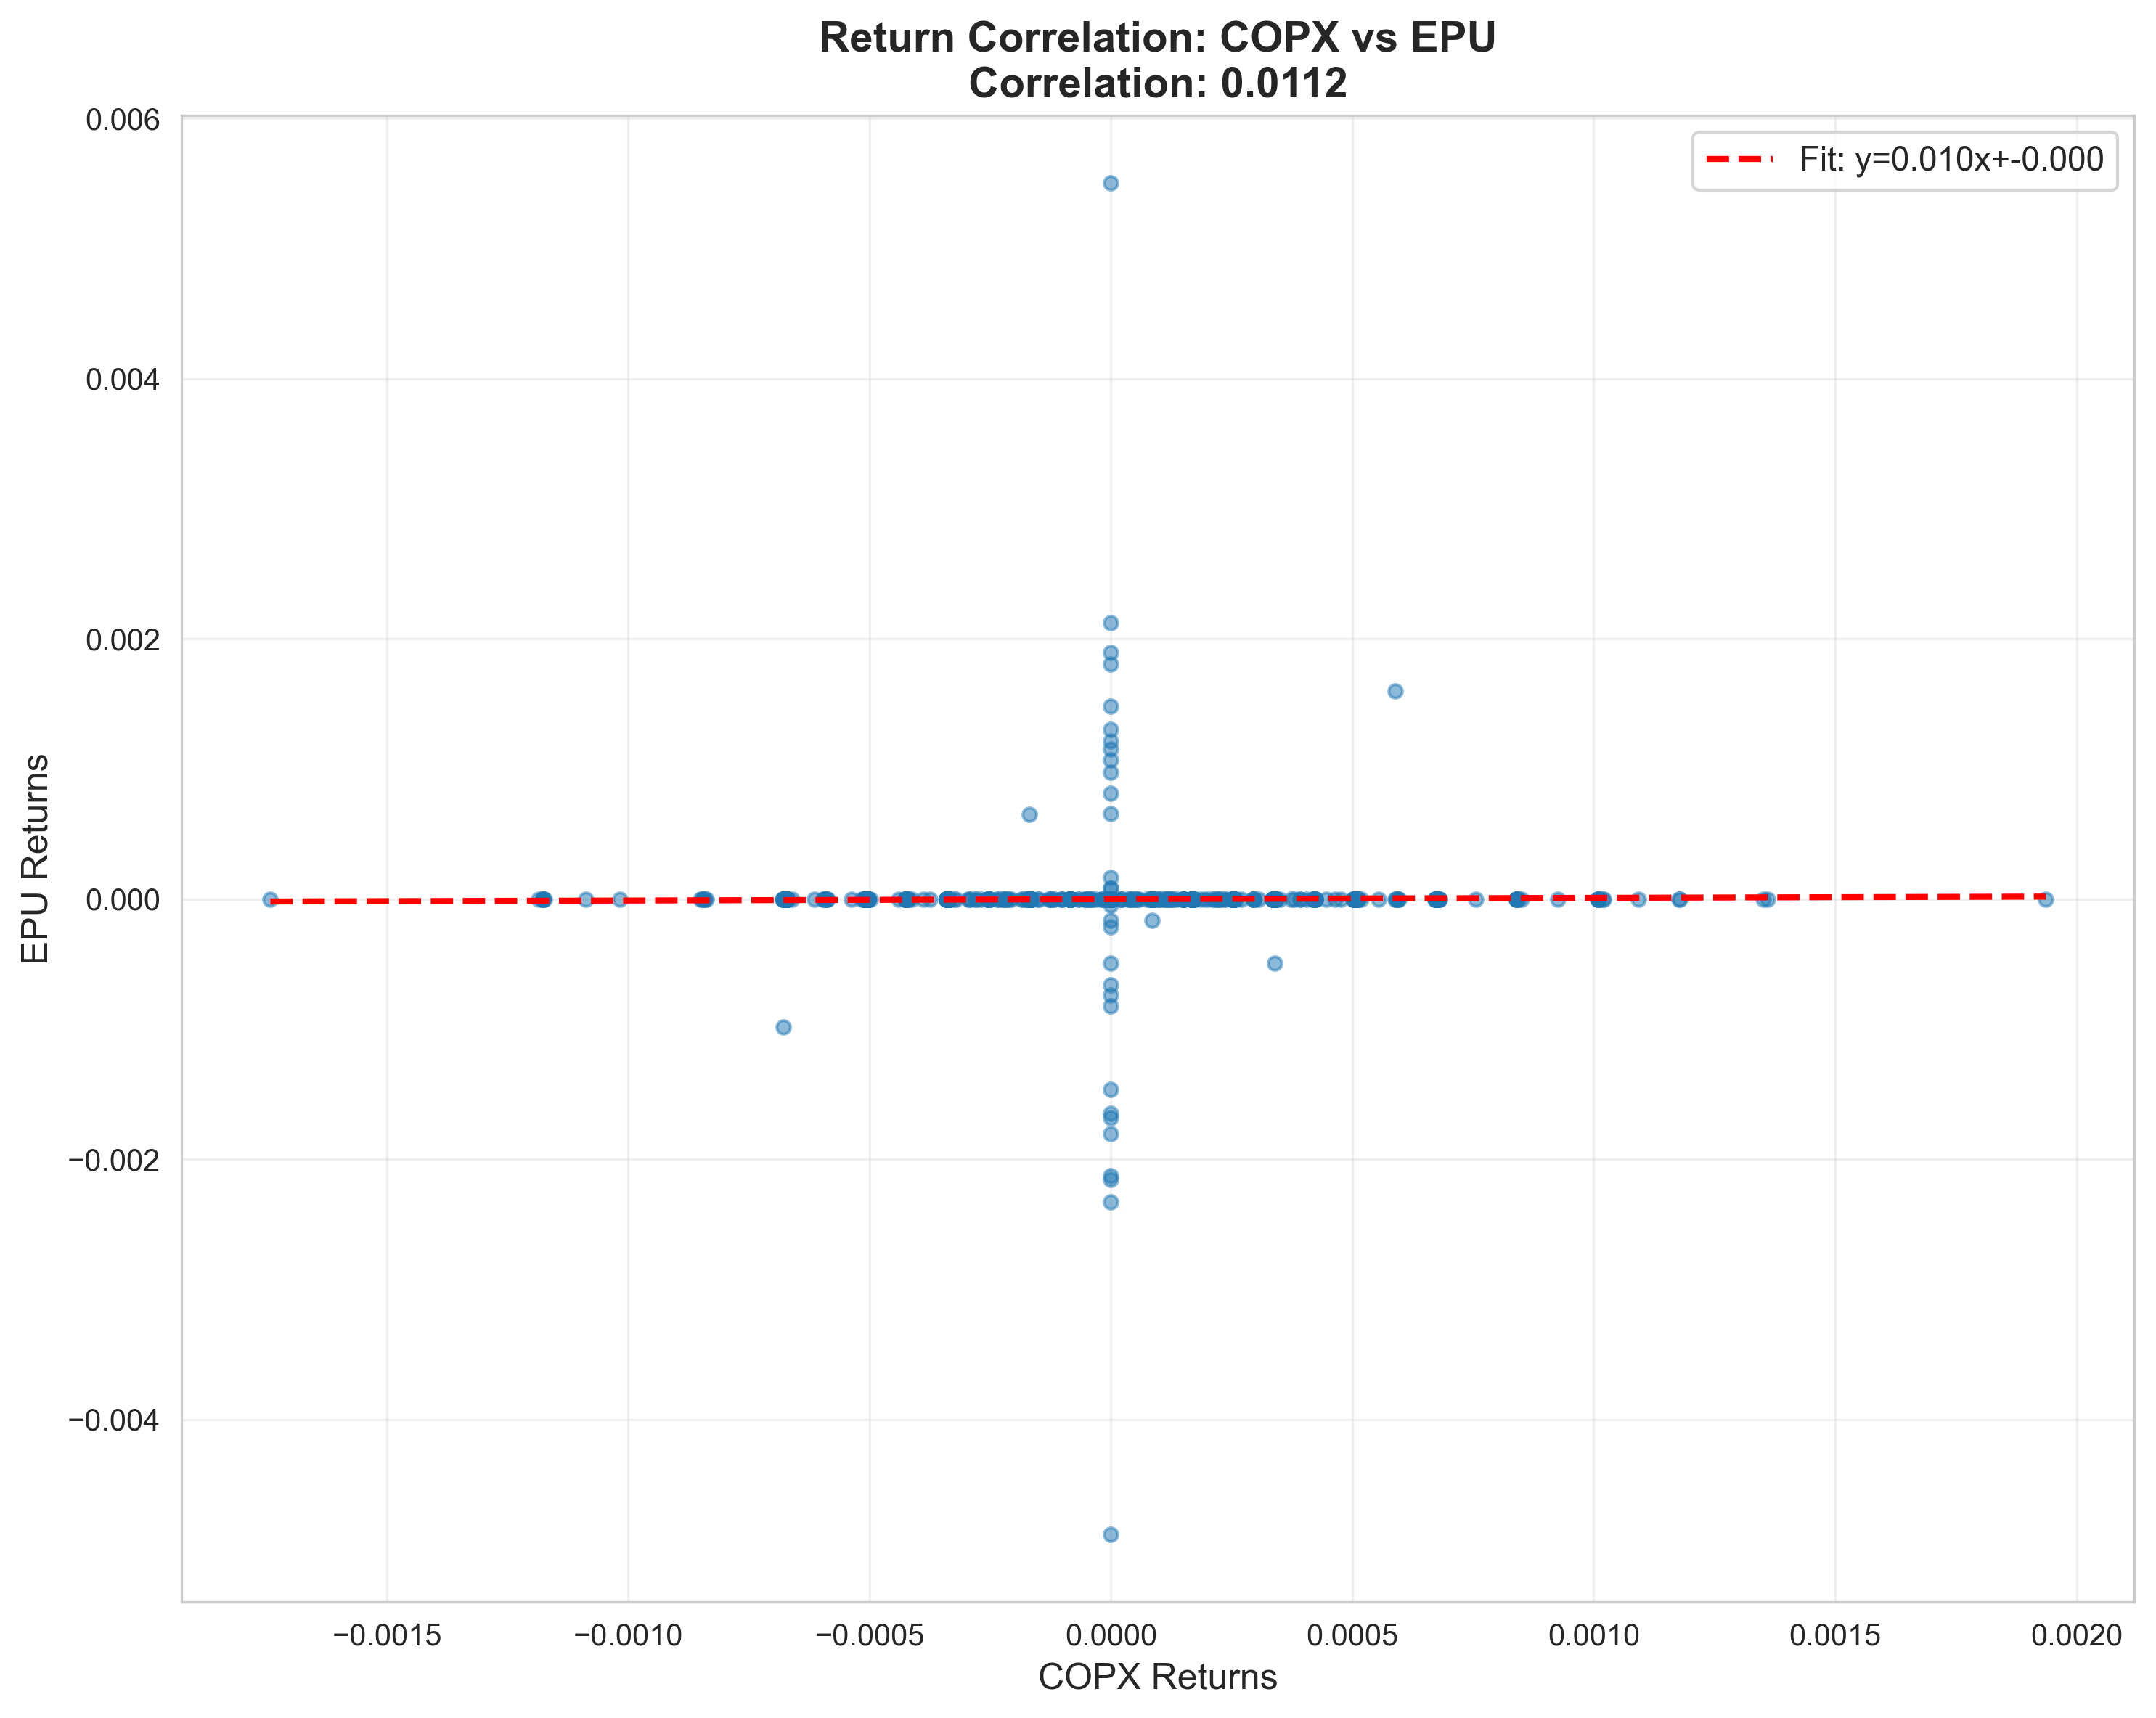 Return Correlation: COPX vs EPU
Correlation: 0.0112
Fit: y=0.010x+-0.000
EPU Returns
0.006
0.004
0.002
0.000
−0.002
−0.004
−0.0015
−0.0010
−0.0005
0.0000
0.0005
0.0010
0.0015
0.0020
COPX Returns